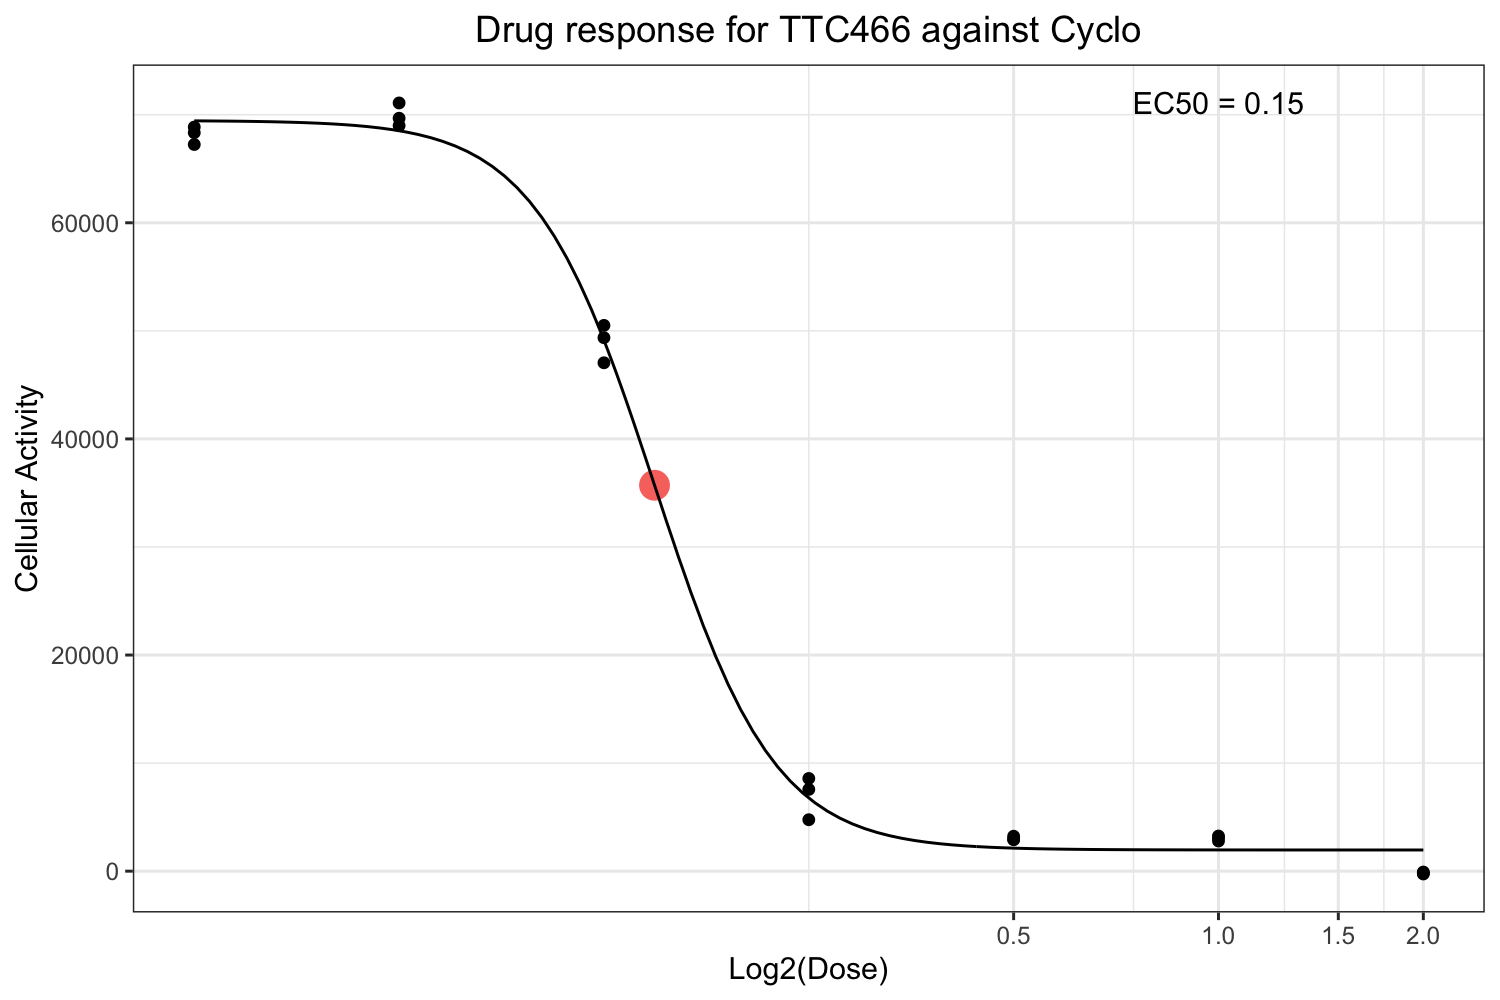 Drug response for TTC466 against Cyclo
EC50 = 0.15
60000
40000
20000
0
Cellular Activity
0.5 1.0 1.5 2.0
Log2(Dose)